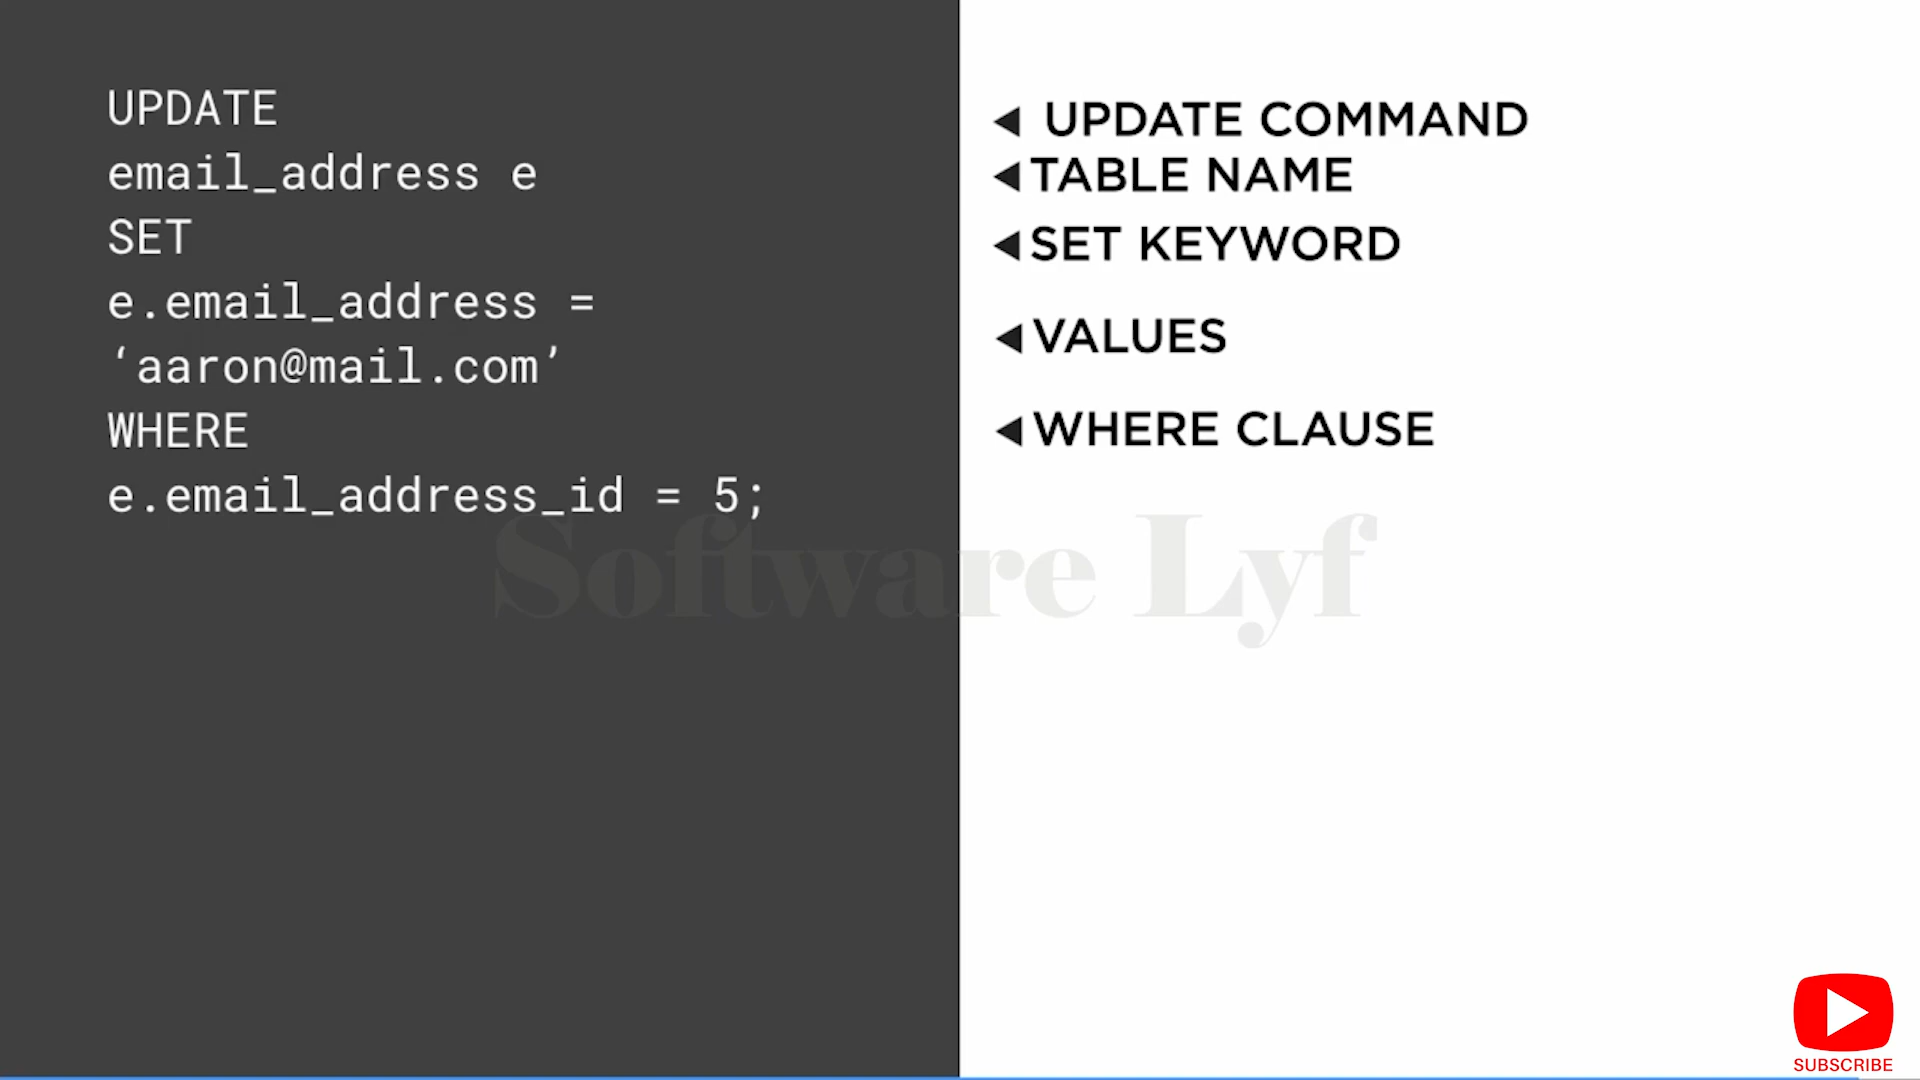 UPDATE
email_address e
SET
e.email_address =
‘aaron@mail.com’
WHERE
e.email_address_id = 5;
UPDATE COMMAND
TABLE NAME
SET KEYWORD
VALUES
WHERE CLAUSE
Software Lyf
SUBSCRIBE